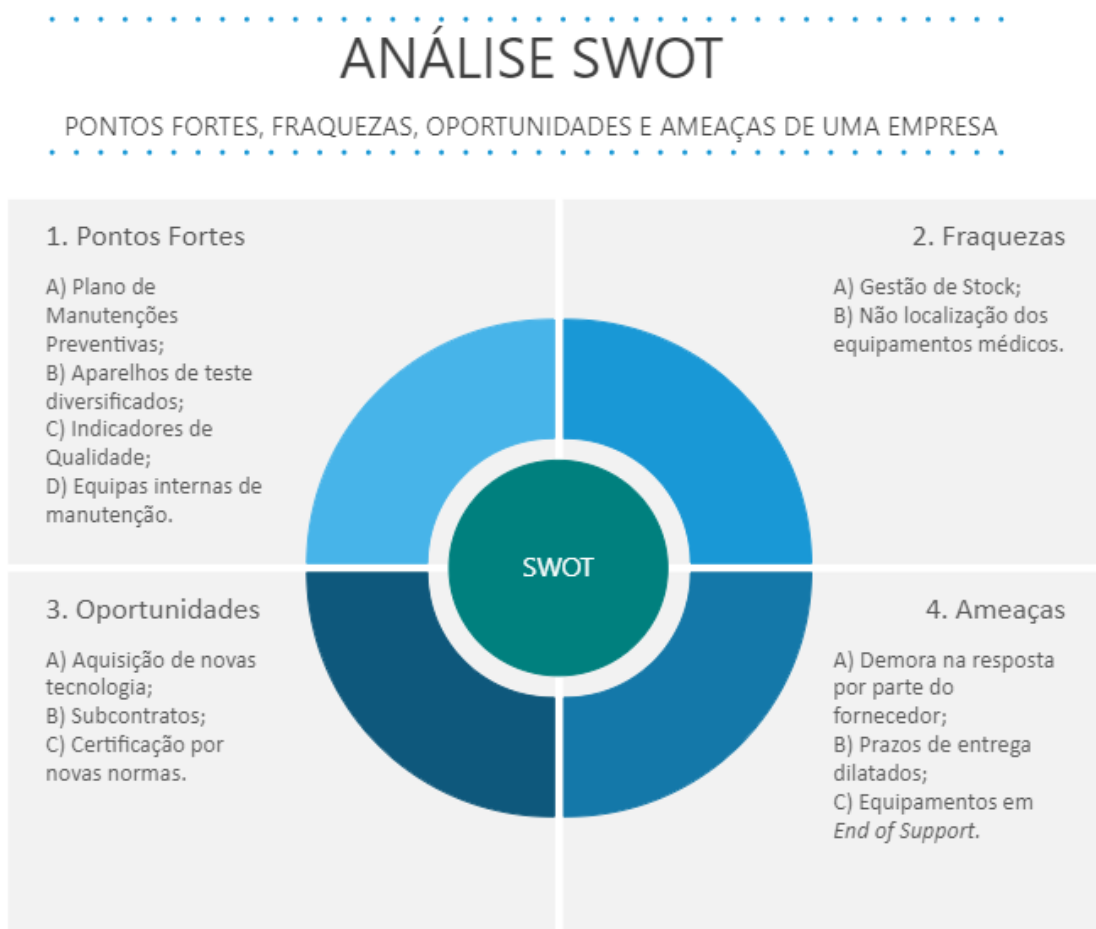 ANÁLISE SWOT
PONTOS FORTES, FRAQUEZAS, OPORTUNIDADES E AMEAÇAS DE UMA EMPRESA
1. Pontos Fortes
A) Plano de
Manutenções
Preventivas;
B) Aparelhos de teste
diversificados;
C) Indicadores de
Qualidade;
D) Equipas internas de
manutenção.
2. Fraquezas
A) Gestão de Stock;
B) Não localização dos
equipamentos médicos.
SWOT
3. Oportunidades
A) Aquisição de novas
tecnologia;
B) Subcontratos;
C) Certificação por
novas normas.
4. Ameaças
A) Demora na resposta
por parte do
fornecedor;
B) Prazos de entrega
dilatados;
C) Equipamentos em
End of Support.